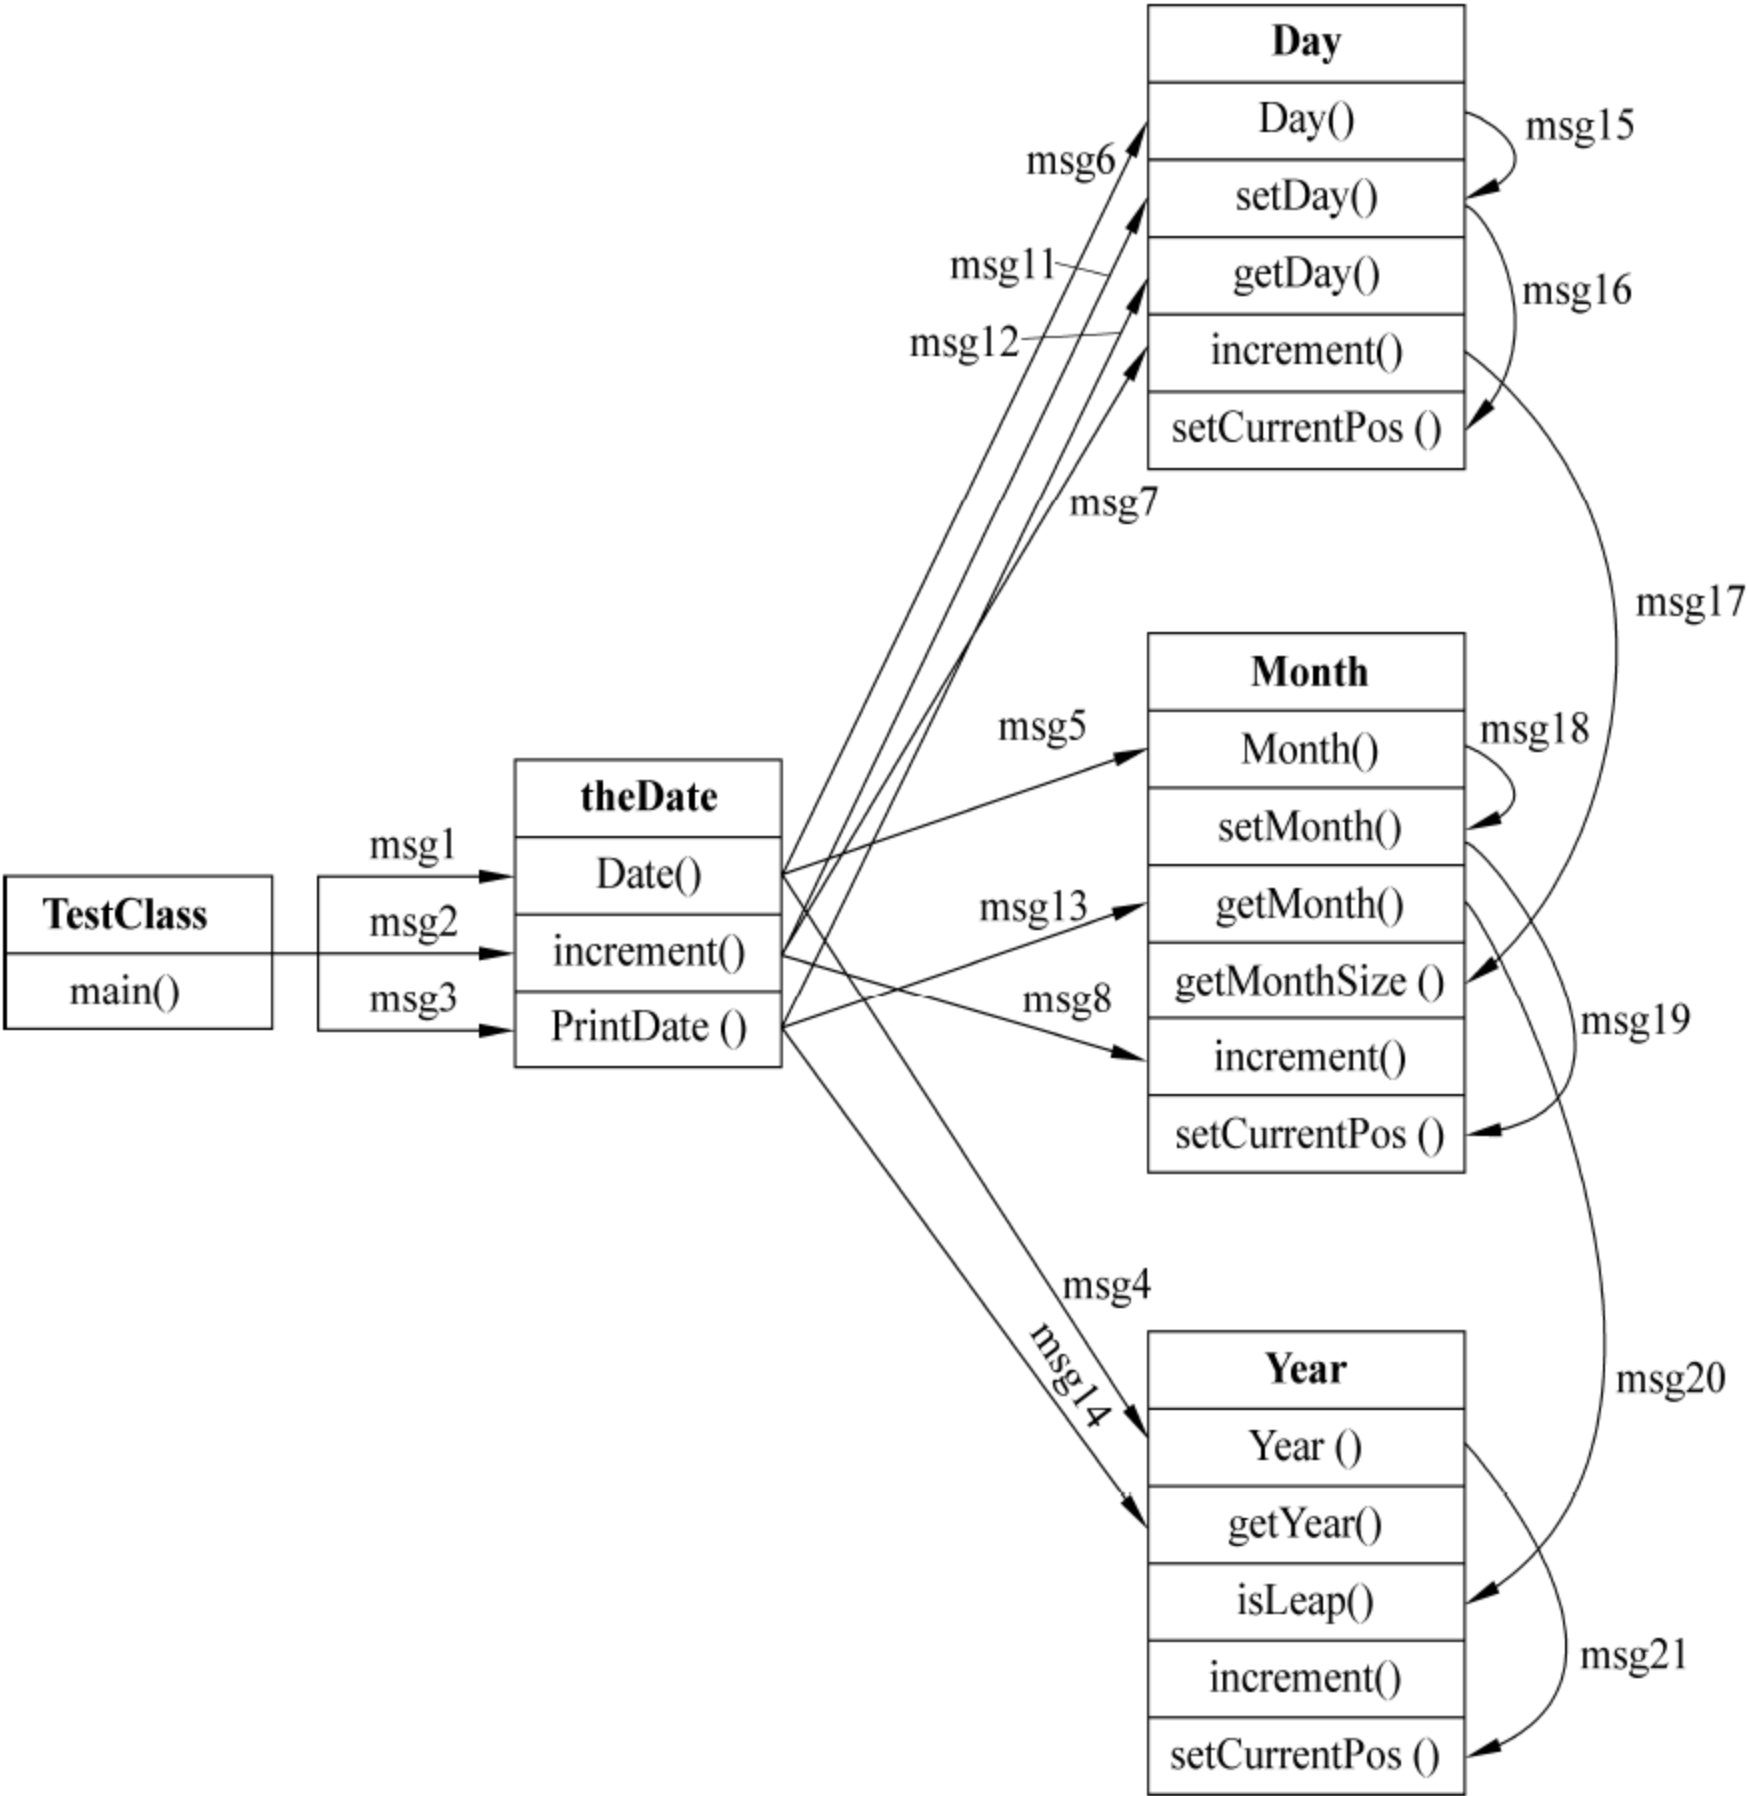 TestClass
main()
msg1
msg2
msg3
theDate
Date()
increment()
PrintDate ()
msg6
msg11
msg12
msg7
msg5
msg13
msg8
msg4
msg14
Day
Day()
setDay()
getDay()
increment()
setCurrentPos ()
msg15
msg16
msg17
Month
Month()
setMonth()
getMonth()
getMonthSize ()
increment()
setCurrentPos ()
msg18
msg19
msg20
Year
Year ()
getYear()
isLeap()
increment()
setCurrentPos ()
msg21